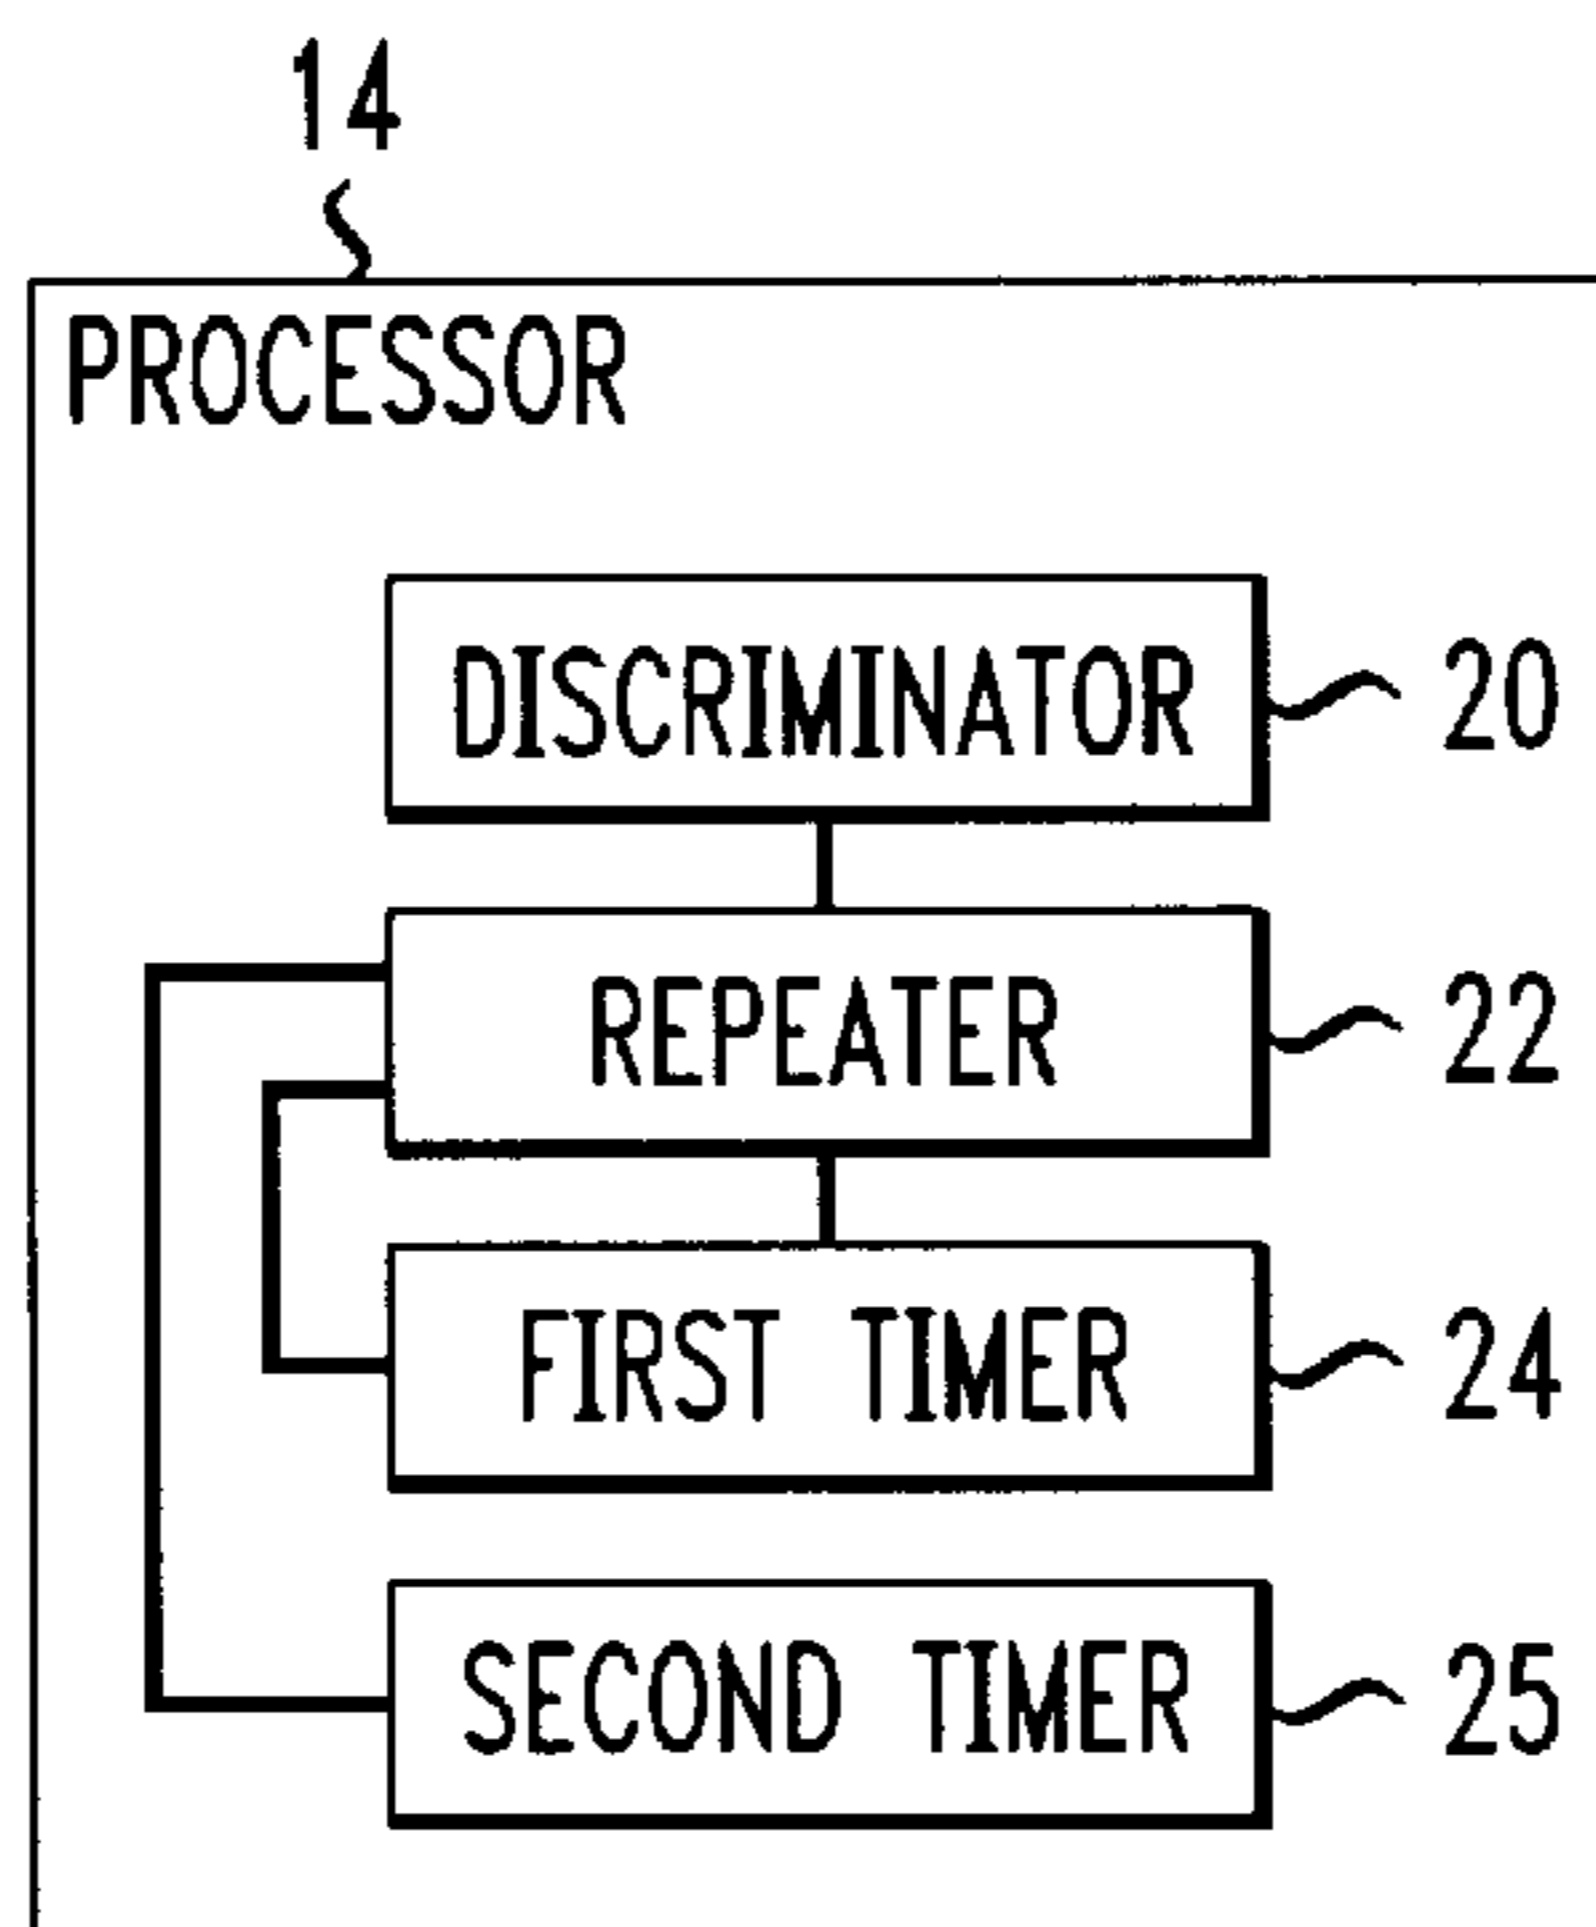 14
PROCESSOR
DISCRIMINATOR 20
REPEATER 22
FIRST TIMER 24
SECOND TIMER 25